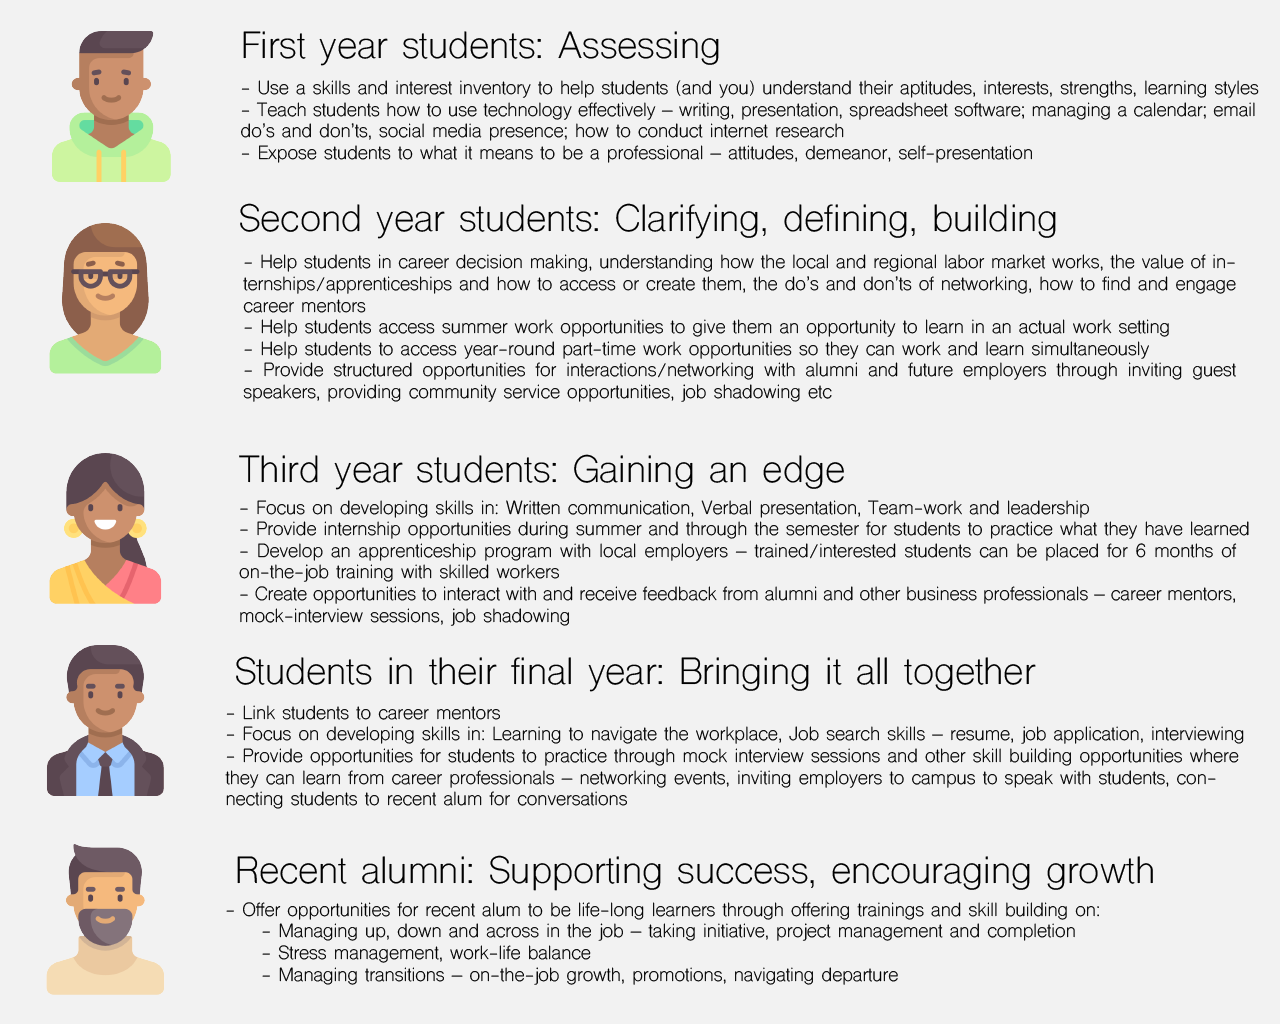 First year students: Assessing
- Use a skills and interest inventory to help students (and you) understand their aptitudes, interests, strengths, learning styles
- Teach students how to use technology effectively – writing, presentation, spreadsheet software; managing a calendar; email
do's and don'ts, social media presence; how to conduct internet research
- Expose students to what it means to be a professional – attitudes, demeanor, self-presentation
Second year students: Clarifying, defining, building
- Help students in career decision making, understanding how the local and regional labor market works, the value of in-
ternships/apprenticeships and how to access or create them, the do's and don'ts of networking, how to find and engage
career mentors
- Help students access summer work opportunities to give them an opportunity to learn in an actual work setting
- Help students to access year-round part-time work opportunities so they can work and learn simultaneously
- Provide structured opportunities for interactions/networking with alumni and future employers through inviting guest
speakers, providing community service opportunities, job shadowing etc
Third year students: Gaining an edge
- Focus on developing skills in: Written communication, Verbal presentation, Team-work and leadership
- Provide internship opportunities during summer and through the semester for students to practice what they have learned
- Develop an apprenticeship program with local employers – trained/interested students can be placed for 6 months of
on-the-job training with skilled workers
- Create opportunities to interact with and receive feedback from alumni and other business professionals – career mentors,
mock-interview sessions, job shadowing
Students in their final year: Bringing it all together
- Link students to career mentors
- Focus on developing skills in: Learning to navigate the workplace, Job search skills – resume, job application, interviewing
- Provide opportunities for students to practice through mock interview sessions and other skill building opportunities where
they can learn from career professionals – networking events, inviting employers to campus to speak with students, con-
necting students to recent alum for conversations
Recent alumni: Supporting success, encouraging growth
- Offer opportunities for recent alum to be life-long learners through offering trainings and skill building on:
- Managing up, down and across in the job – taking initiative, project management and completion
- Stress management, work-life balance
- Managing transitions – on-the-job growth, promotions, navigating departure